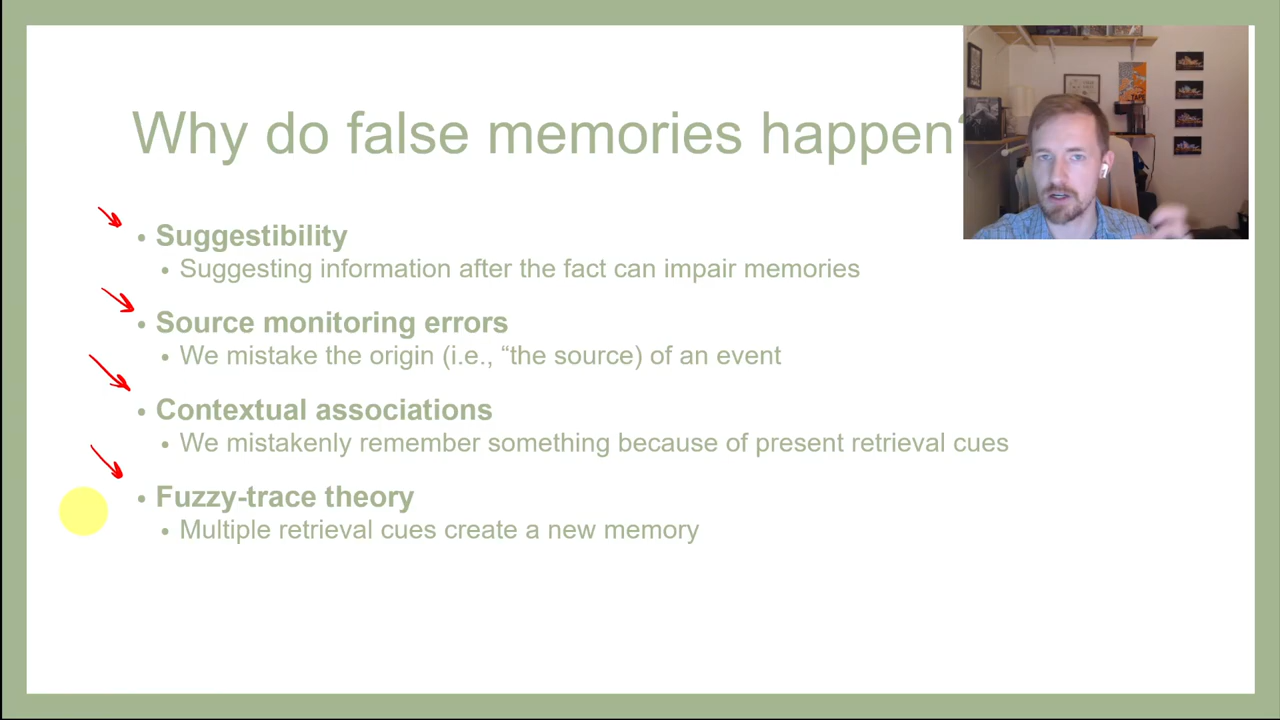 Why do false memories happen?
• Suggestibility
• Suggesting information after the fact can impair memories
• Source monitoring errors
• We mistake the origin (i.e., “the source) of an event
• Contextual associations
• We mistakenly remember something because of present retrieval cues
• Fuzzy-trace theory
• Multiple retrieval cues create a new memory